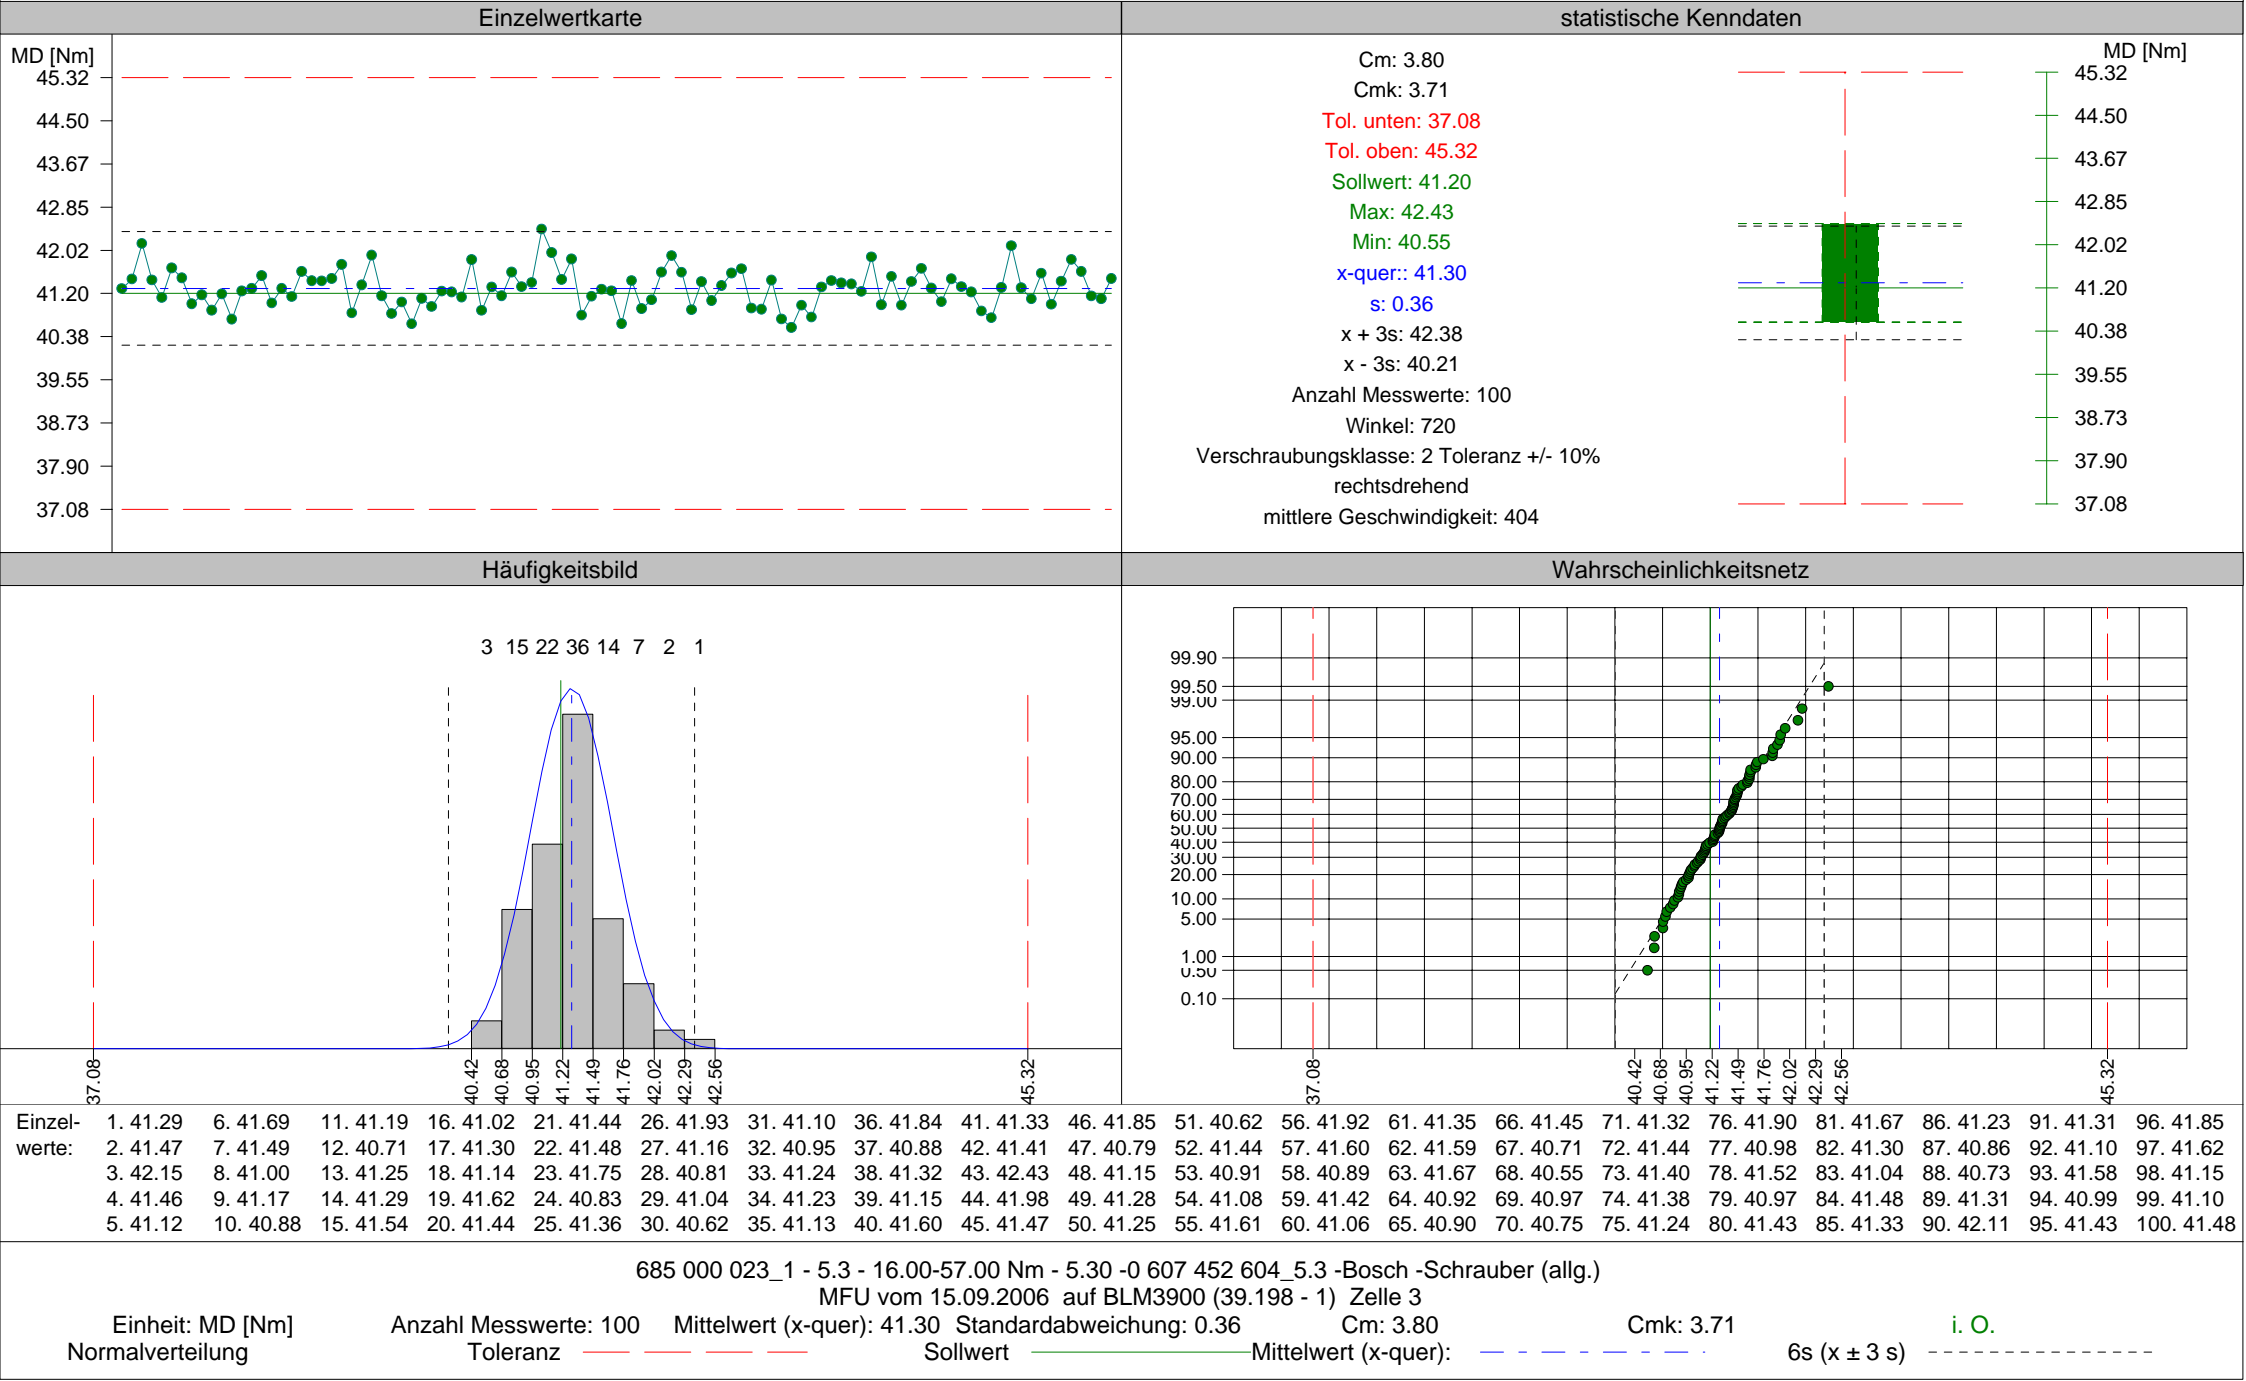 Einzelwertkarte
MD [Nm]
45.32
44.50
43.67
42.85
42.02
41.20
40.38
39.55
38.73
37.90
37.08
statistische Kenndaten
Cm: 3.80
Cmk: 3.71
Tol. unten: 37.08
Tol. oben: 45.32
Sollwert: 41.20
Max: 42.43
Min: 40.55
x-quer:: 41.30
s: 0.36
x + 3s: 42.38
x - 3s: 40.21
Anzahl Messwerte: 100
Winkel: 720
Verschraubungsklasse: 2 Toleranz +/- 10%
rechtsdrehend
mittlere Geschwindigkeit: 404
MD [Nm]
45.32
44.50
43.67
42.85
42.02
41.20
40.38
39.55
38.73
37.90
37.08
Häufigkeitsbild
3 15 22 36 14 7 2 1
37.08 40.42 40.68 40.95 41.22 41.49 41.76 42.02 42.29 42.56 45.32
Wahrscheinlichkeitsnetz
99.90
99.50
99.00
95.00
90.00
80.00
70.00
60.00
50.00
40.00
30.00
20.00
10.00
5.00
1.00
0.50
0.10
37.08 40.42 40.68 40.95 41.22 41.49 41.76 42.02 42.29 42.56 45.32
Einzel- 1. 41.29 6. 41.69 11. 41.19 16. 41.02 21. 41.44 26. 41.93 31. 41.10 36. 41.84 41. 41.33 46. 41.85 51. 40.62 56. 41.92 61. 41.35 66. 41.45 71. 41.32 76. 41.90 81. 41.67 86. 41.23 91. 41.31 96. 41.85
werte: 2. 41.47 7. 41.49 12. 40.71 17. 41.30 22. 41.48 27. 41.16 32. 40.95 37. 40.88 42. 41.41 47. 40.79 52. 41.44 57. 41.60 62. 41.59 67. 40.71 72. 41.44 77. 40.98 82. 41.30 87. 40.86 92. 41.10 97. 41.62
3. 42.15 8. 41.00 13. 41.25 18. 41.14 23. 41.75 28. 40.81 33. 41.24 38. 41.32 43. 42.43 48. 41.15 53. 40.91 58. 40.89 63. 41.67 68. 40.55 73. 41.40 78. 41.52 83. 41.04 88. 40.73 93. 41.58 98. 41.15
4. 41.46 9. 41.17 14. 41.29 19. 41.62 24. 40.83 29. 41.04 34. 41.23 39. 41.15 44. 41.98 49. 41.28 54. 41.08 59. 41.42 64. 40.92 69. 40.97 74. 41.38 79. 40.97 84. 41.48 89. 41.31 94. 40.99 99. 41.10
5. 41.12 10. 40.88 15. 41.54 20. 41.44 25. 41.36 30. 40.62 35. 41.13 40. 41.60 45. 41.47 50. 41.25 55. 41.61 60. 41.06 65. 40.90 70. 40.75 75. 41.24 80. 41.43 85. 41.33 90. 42.11 95. 41.43 100. 41.48
685 000 023_1 - 5.3 - 16.00-57.00 Nm - 5.30 -0 607 452 604_5.3 -Bosch -Schrauber (allg.)
MFU vom 15.09.2006 auf BLM3900 (39.198 - 1) Zelle 3
Einheit: MD [Nm] Anzahl Messwerte: 100 Mittelwert (x-quer): 41.30 Standardabweichung: 0.36 Cm: 3.80 Cmk: 3.71 i. O.
Normalverteilung Toleranz Sollwert Mittelwert (x-quer): 6s (x ± 3 s)